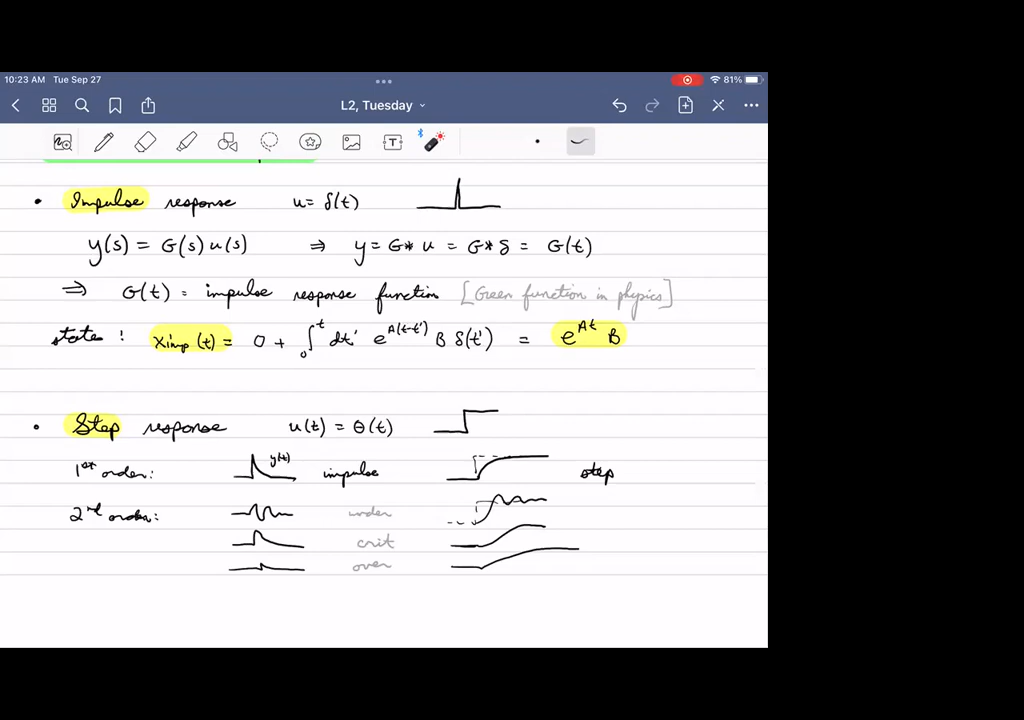 10:23 AM Tue Sep 27
81%
L2, Tuesday
• Impulse response u = δ(t)
y(s) = G(s) u(s) ⇒ y = G * u = G * δ = G(t)
⇒ G(t) = impulse response function [Green function in physics]
state: x_imp(t) = 0 + ∫₀ᵗ dt' e^{A(t-t')} B δ(t') = e^{At} B
• Step response u(t) = θ(t)
1st order: y(t) impulse step
2nd order: under
crit
over